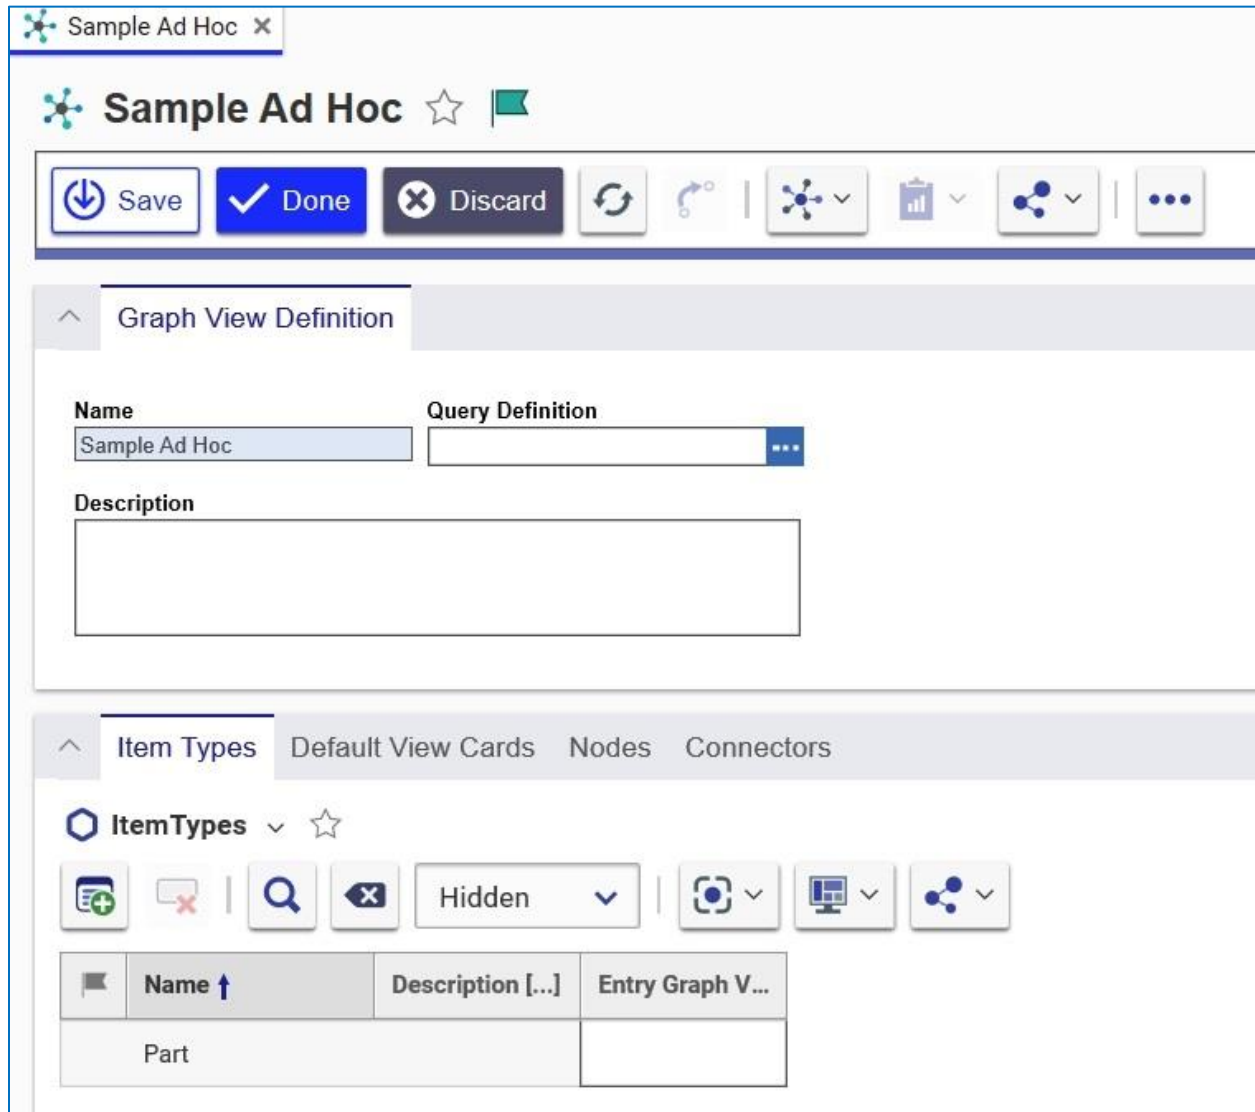 Sample Ad Hoc
Sample Ad Hoc
Save Done Discard
Graph View Definition
Name Query Definition
Sample Ad Hoc
Description
Item Types Default View Cards Nodes Connectors
ItemTypes
Hidden
Name Description [...] Entry Graph V...
Part